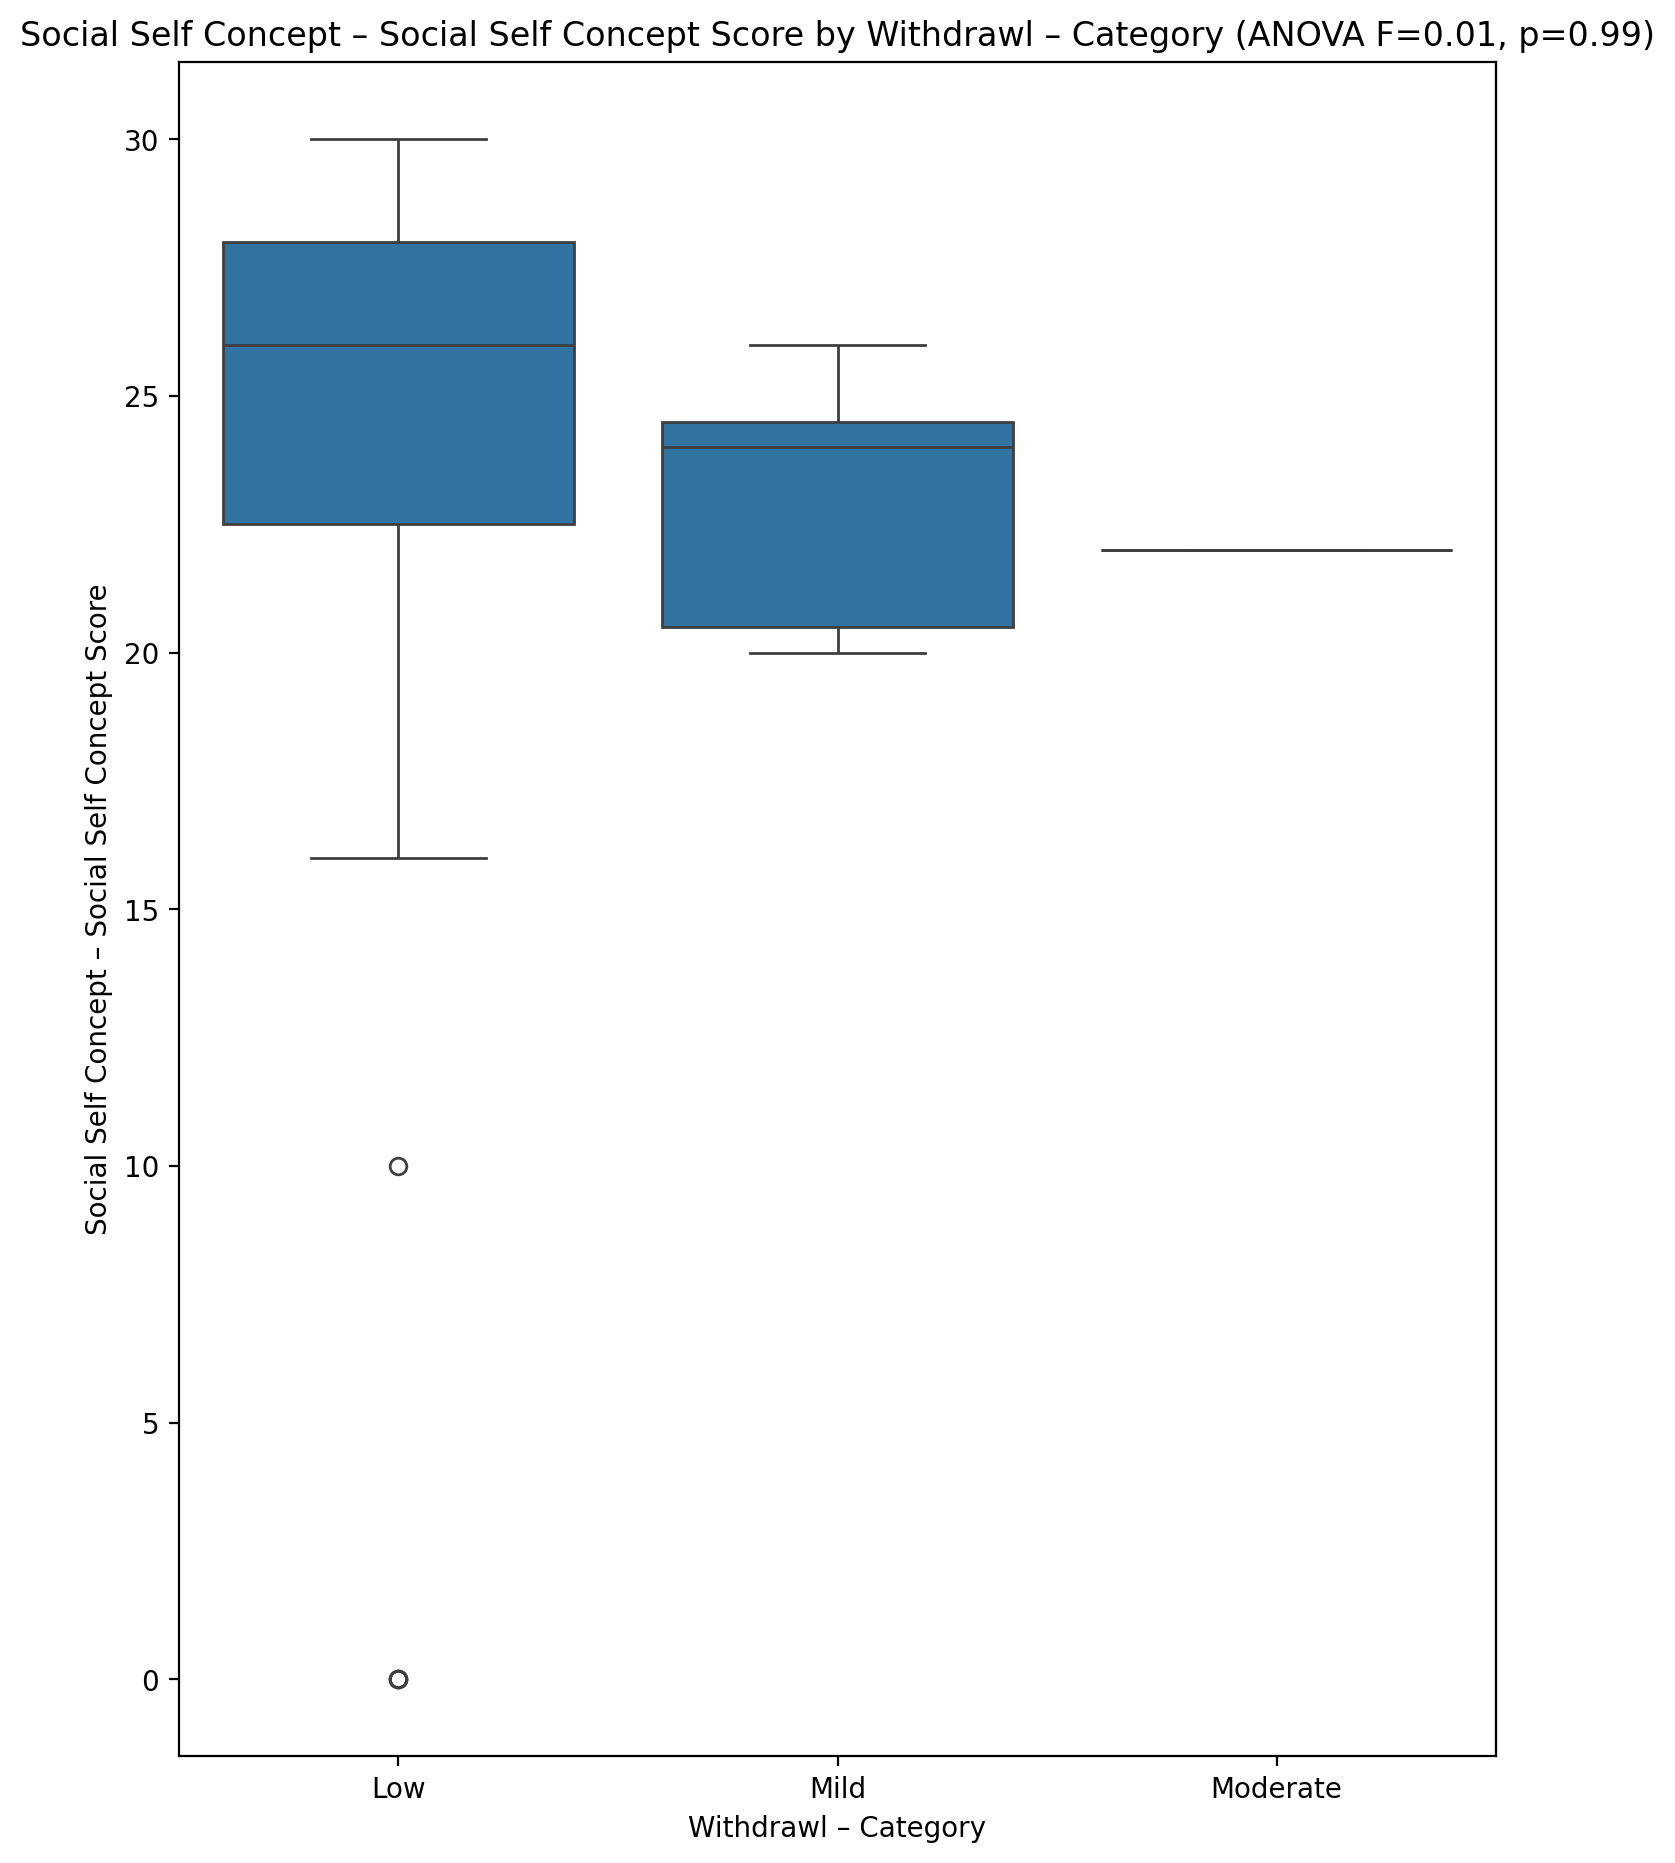 Social Self Concept – Social Self Concept Score by Withdrawl – Category (ANOVA F=0.01, p=0.99)
Social Self Concept – Social Self Concept Score
30
25
20
15
10
5
0
Low Mild Moderate
Withdrawl – Category